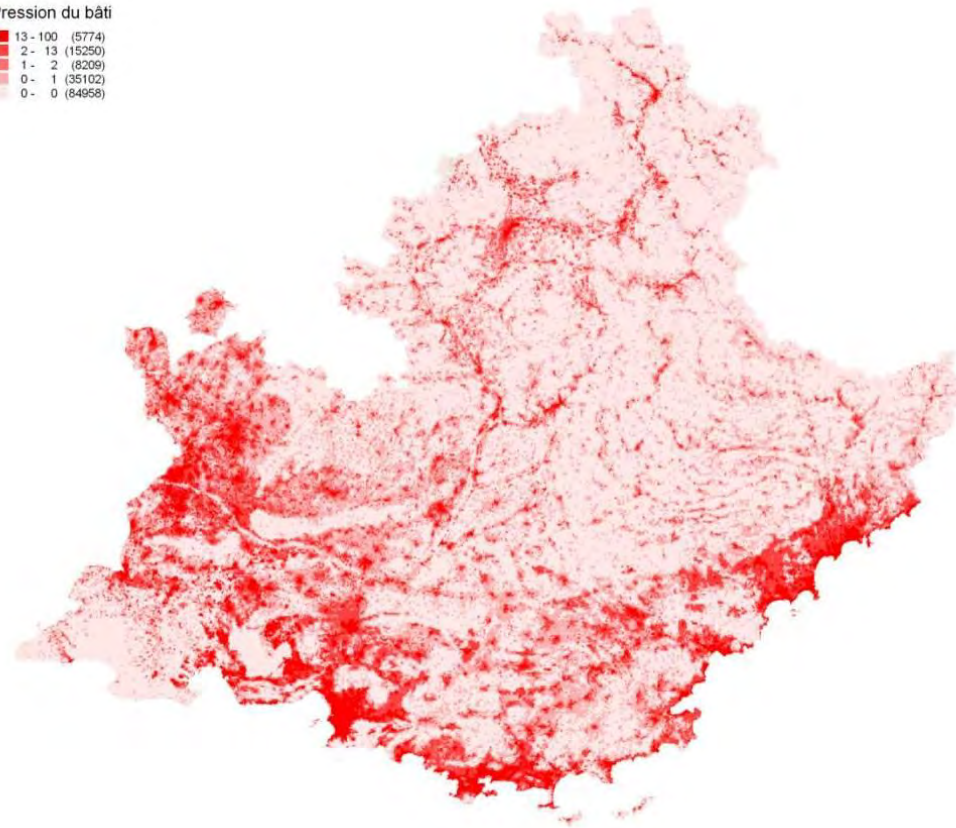 ression du bâti
13 - 100 (5774)
2 - 13 (15250)
1 - 2 (8209)
0 - 1 (35102)
0 - 0 (84958)